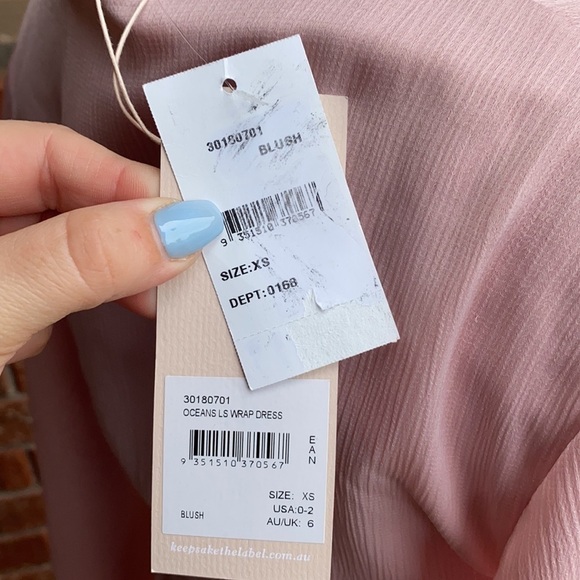 30180701
BLUSH
9 351510 370567
SIZE:XS
DEPT:0168
30180701
OCEANS LS WRAP DRESS
EAN
9 351510 370567
SIZE: XS
USA:0-2
BLUSH
AU/UK: 6
keepsakethelabel.com.au